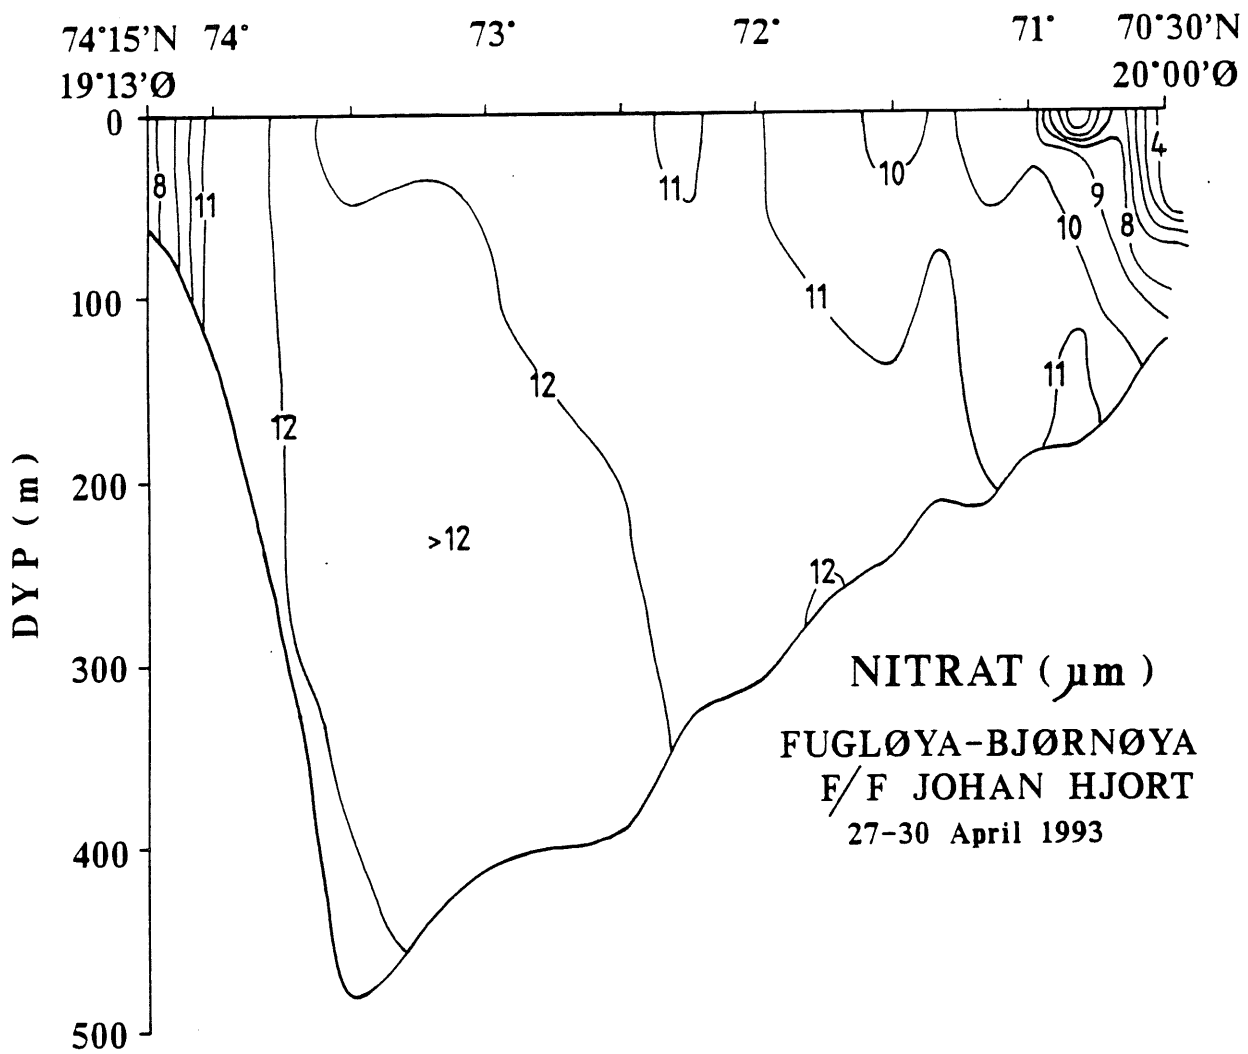 74°15'N 74° 73° 72° 71° 70°30'N
19°13'Ø 20°00'Ø
0
8 11 11 10 4
9
10 8
100
11
11
12
12
DYP (m)
200
>12
12
300
NITRAT (µm)
FUGLØYA-BJØRNØYA
F/F JOHAN HJORT
27-30 April 1993
400
500